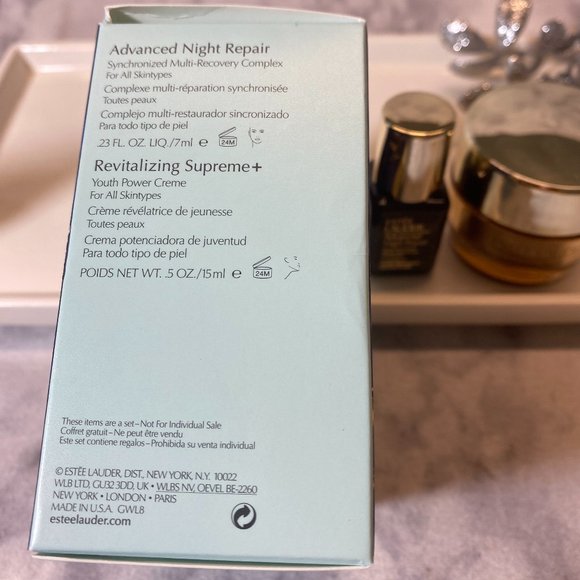 Advanced Night Repair
Synchronized Multi-Recovery Complex
For All Skintypes
Complexe multi-réparation synchronisée
Toutes peaux
Complejo multi-restaurador sincronizado
Para todo tipo de piel
.23 FL. OZ. LIQ./7ml e 24M
Revitalizing Supreme+
Youth Power Creme
For All Skintypes
Crème révélatrice de jeunesse
Toutes peaux
Crema potenciadora de juventud
Para todo tipo de piel
POIDS NET WT. .5 OZ./15ml e 24M
These items are a set–Not For Individual Sale
Coffret gratuit–Ne peut être vendu
Este set contiene regalos–Prohibida su venta individual
© ESTÉE LAUDER, DIST., NEW YORK, N.Y. 10022
WLB LTD, GU32 3DD, UK • WLBS NV, OEVEL BE-2260
NEW YORK • LONDON • PARIS
MADE IN U.S.A. GWLB
esteelauder.com